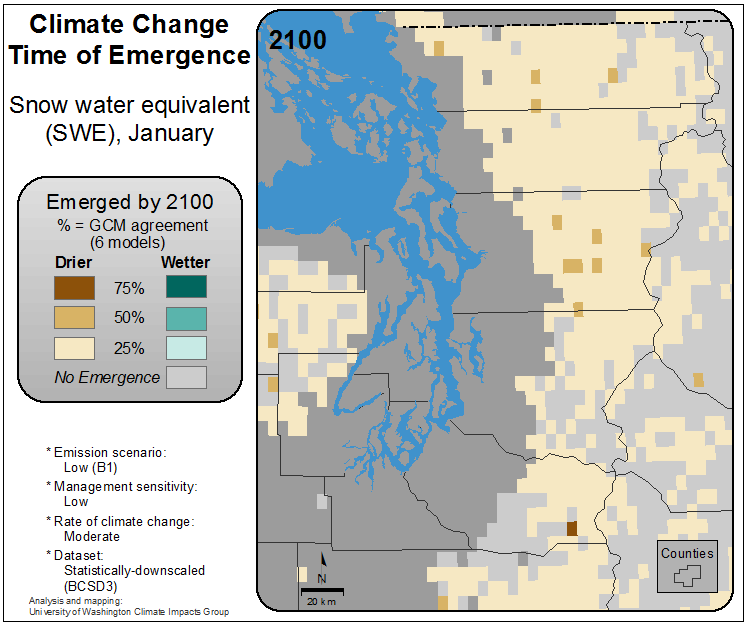 Climate Change
Time of Emergence
Snow water equivalent
(SWE), January
Emerged by 2100
% = GCM agreement
(6 models)
Drier Wetter
75%
50%
25%
No Emergence
* Emission scenario:
Low (B1)
* Management sensitivity:
Low
* Rate of climate change:
Moderate
* Dataset:
Statistically-downscaled
(BCSD3)
Analysis and mapping:
University of Washington Climate Impacts Group
2100
N
20 km
Counties